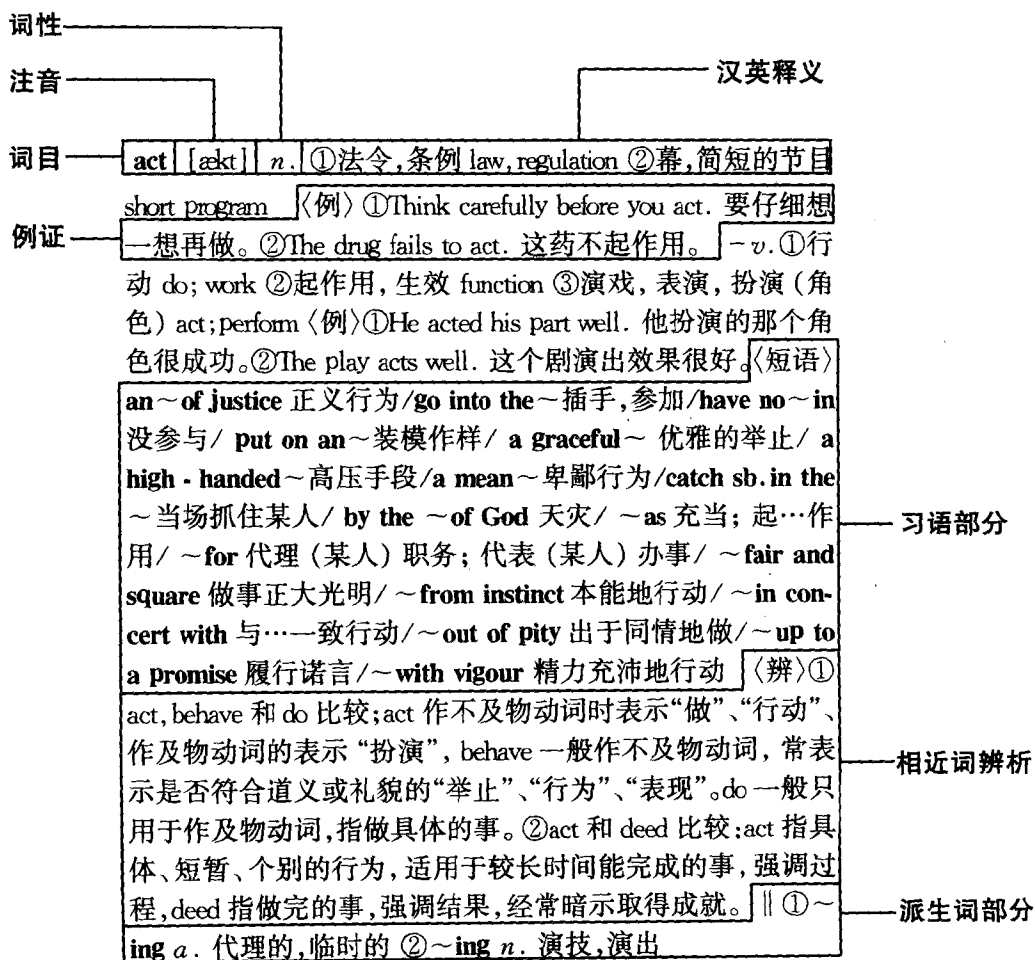 词性
注音
汉英释义
词目
act [ækt] n. ①法令,条例 law, regulation ②幕,简短的节目
short program 〈例〉①Think carefully before you act. 要仔细想
例证
一想再做。②The drug fails to act. 这药不起作用。 -v. ①行
动 do; work ②起作用, 生效 function ③演戏, 表演, 扮演 (角
色) act; perform〈例〉①He acted his part well. 他扮演的那个角
色很成功。②The play acts well. 这个剧演出效果很好。〈短语〉
an～of justice 正义行为/go into the～插手,参加/have no～in
没参与/ put on an～装模作样/ a graceful～ 优雅的举止/ a
high - handed～高压手段/a mean～卑鄙行为/catch sb. in the
～当场抓住某人/ by the ～of God 天灾/ ～as 充当; 起…作
习语部分
用/ ～for 代理 (某人) 职务; 代表 (某人) 办事/ ～fair and
square 做事正大光明/ ～from instinct 本能地行动/ ～in con-
cert with 与…一致行动/～out of pity 出于同情地做/～up to
a promise 履行诺言/～with vigour 精力充沛地行动 〈辨〉①
act, behave 和 do 比较;act 作不及物动词时表示“做”、“行动”、
作及物动词的表示 “扮演”, behave 一般作不及物动词, 常表
相近词辨析
示是否符合道义或礼貌的“举止”、“行为”、“表现”。do 一般只
用于作及物动词,指做具体的事。②act 和 deed 比较:act 指具
体、短暂、个别的行为, 适用于较长时间能完成的事, 强调过
程,deed 指做完的事,强调结果,经常暗示取得成就。 ‖ ①～
派生词部分
ing a. 代理的,临时的 ②～ing n. 演技,演出